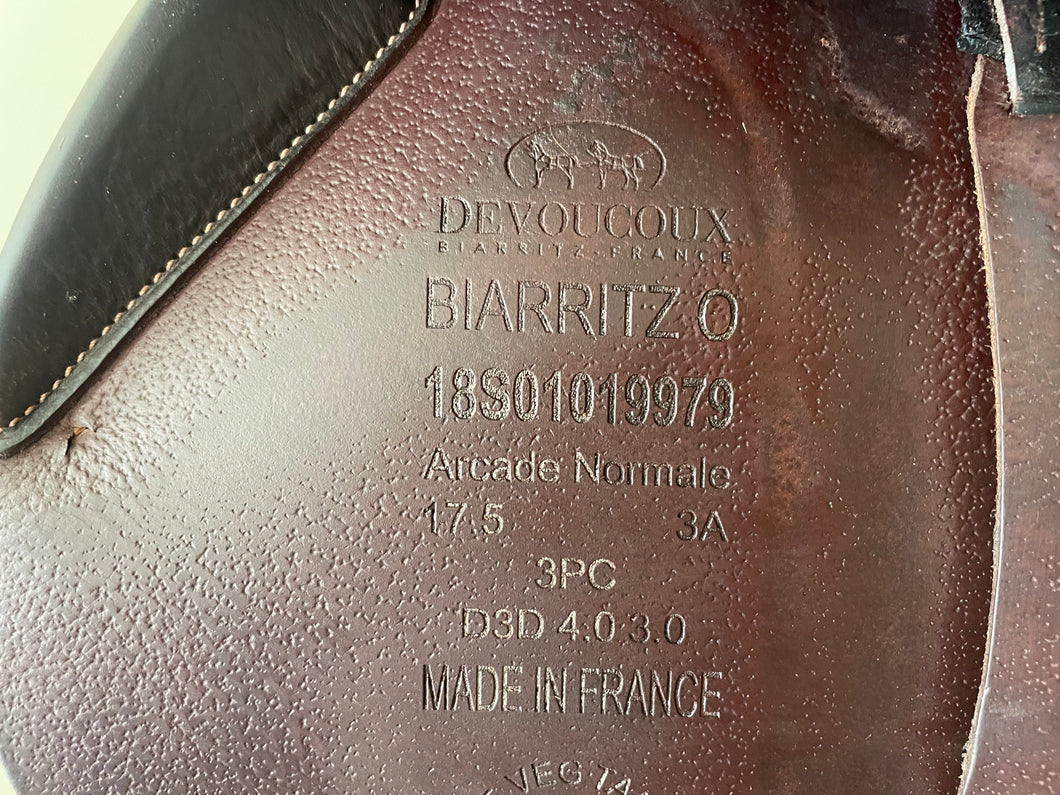 DEVOUCOUX
BIARRITZ·FRANCE
BIARRITZ O
18S01019979
Arcade Normale
17.5 3A
3PC
D3D 4.0 3.0
MADE IN FRANCE
VEG